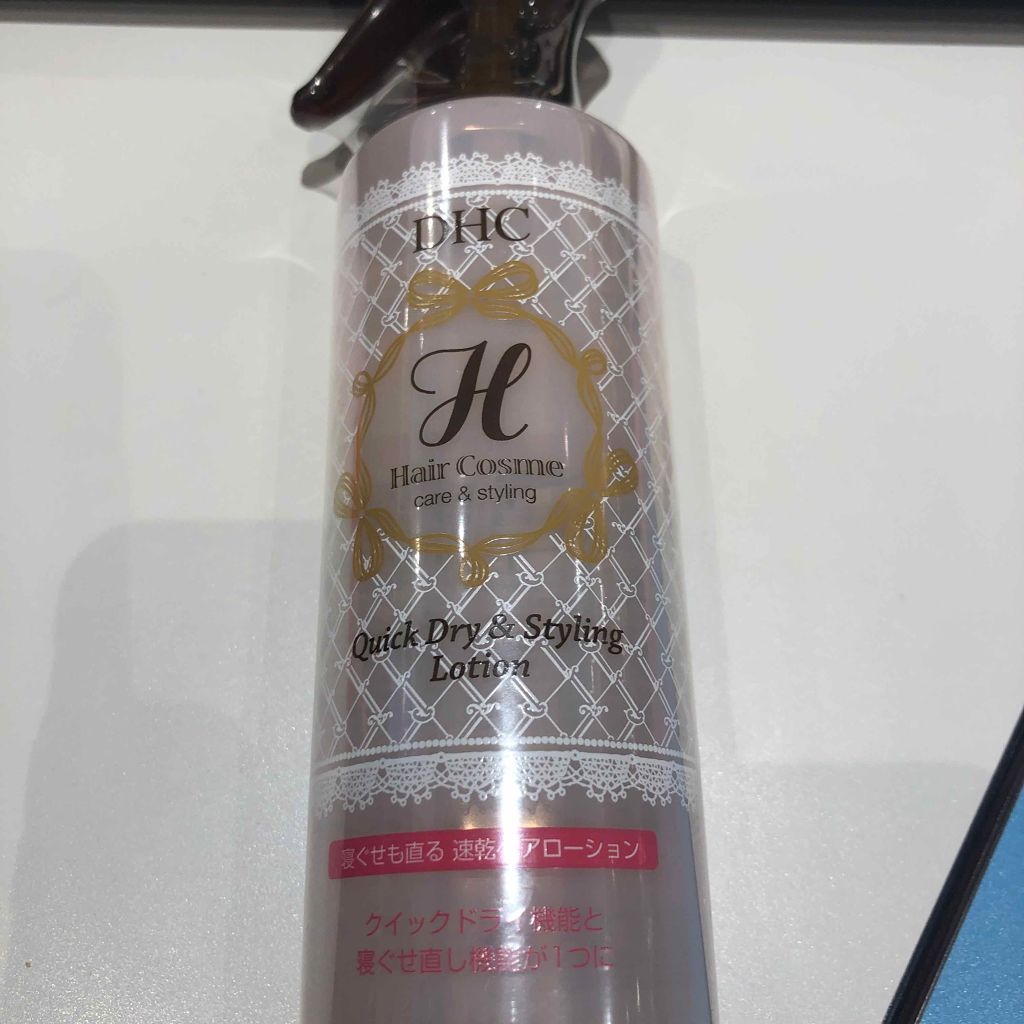 DHC
H
Hair Cosme
care & styling
Quick Dry & Styling
Lotion
寝ぐせも直る 速乾ヘアローション
クイックドライ機能と
寝ぐせ直し機能が1つに